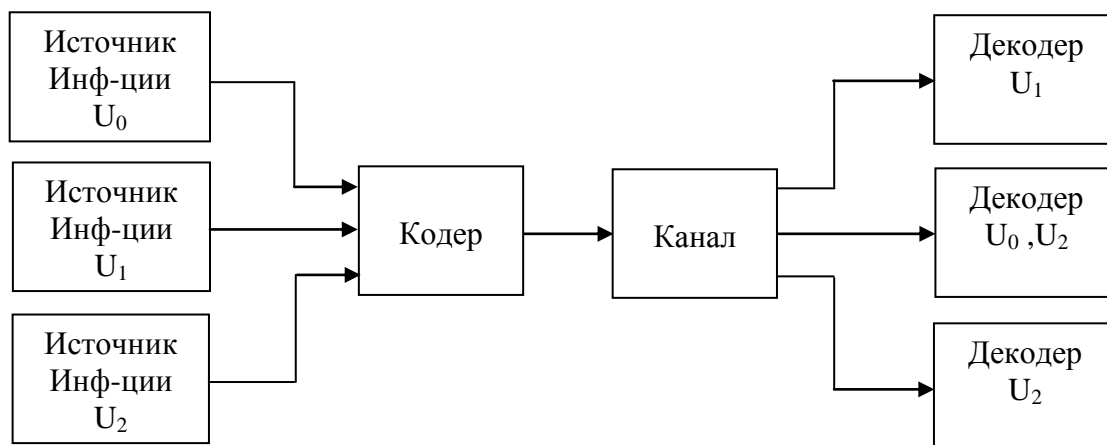 Источник
Инф-ции
U₀
Источник
Инф-ции
U₁
Источник
Инф-ции
U₂
Кодер
Канал
Декодер
U₁
Декодер
U₀ ,U₂
Декодер
U₂